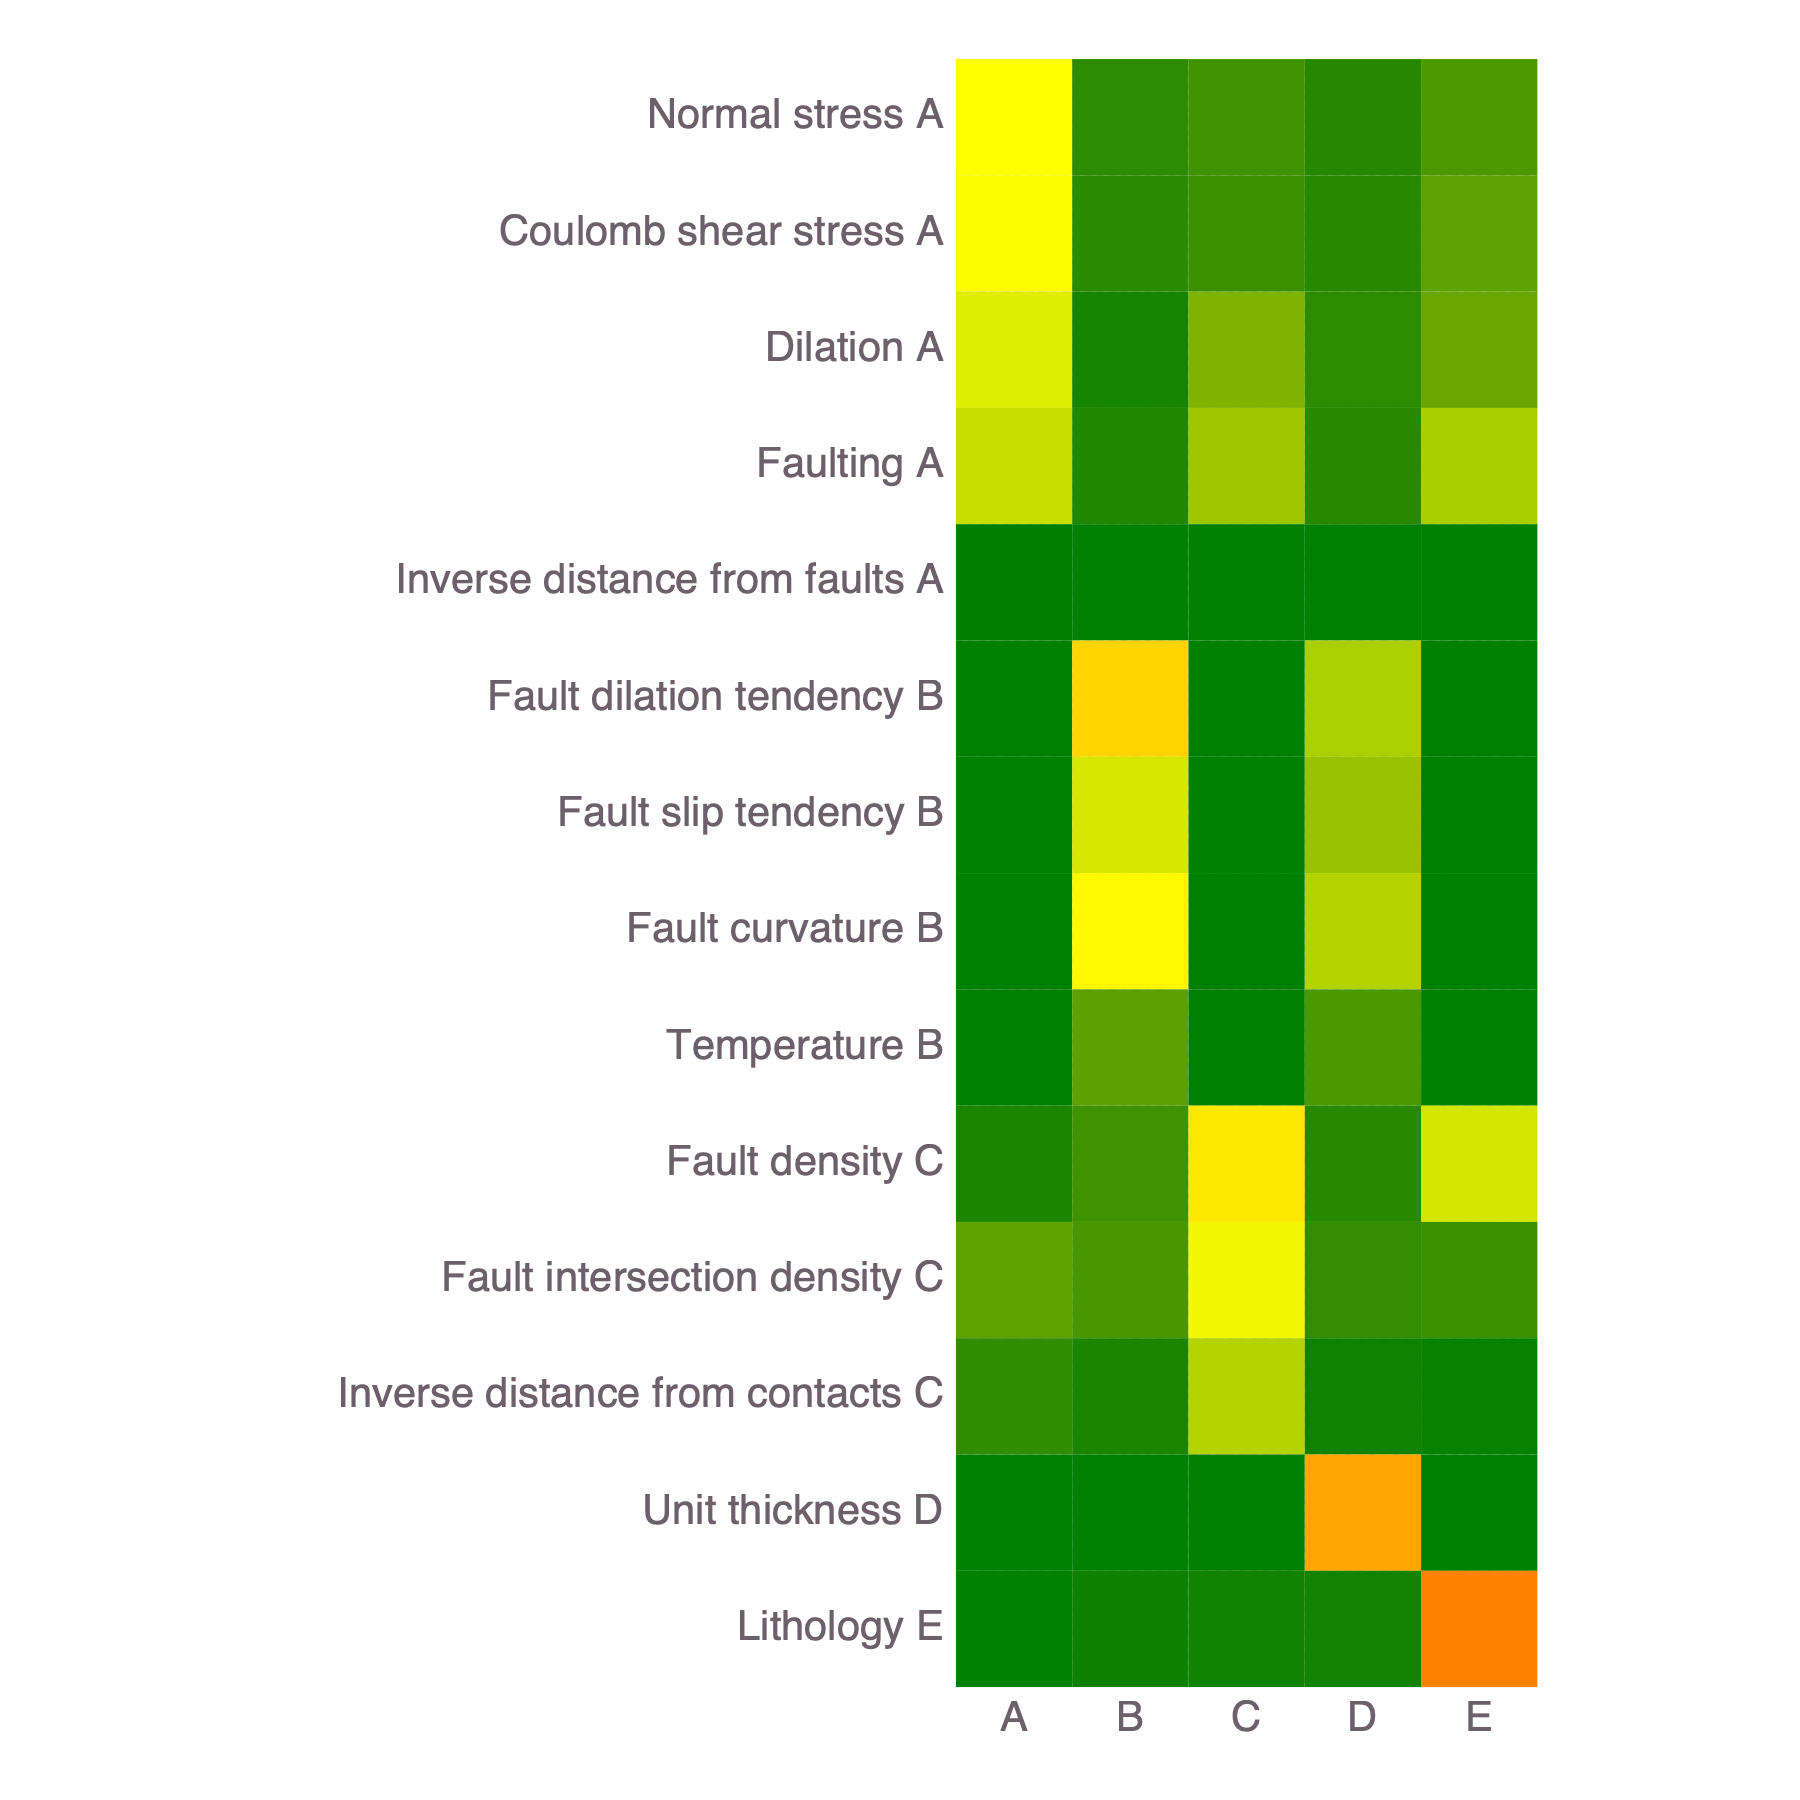 Normal stress A
Coulomb shear stress A
Dilation A
Faulting A
Inverse distance from faults A
Fault dilation tendency B
Fault slip tendency B
Fault curvature B
Temperature B
Fault density C
Fault intersection density C
Inverse distance from contacts C
Unit thickness D
Lithology E
A B C D E